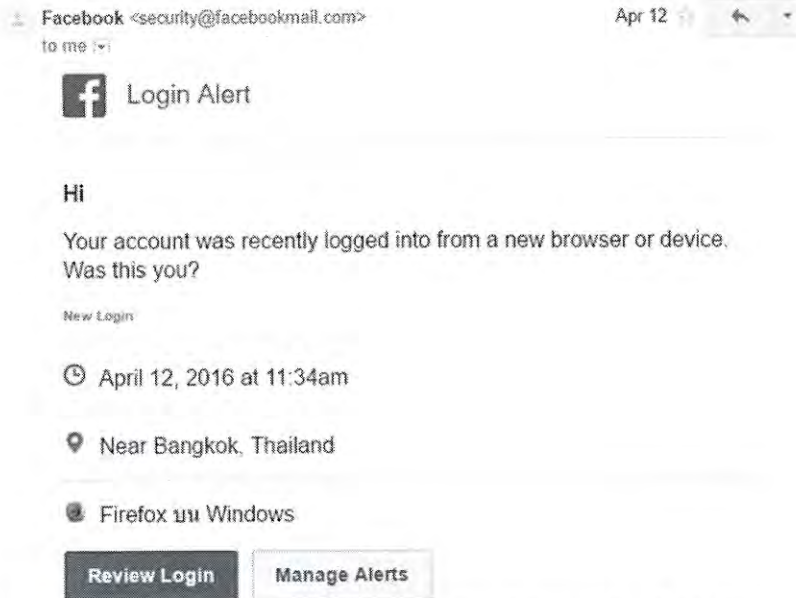 Facebook <security@facebookmail.com>
Apr 12
to me
Login Alert
Hi
Your account was recently logged into from a new browser or device.
Was this you?
New Login
April 12, 2016 at 11:34am
Near Bangkok, Thailand
Firefox บน Windows
Review Login
Manage Alerts